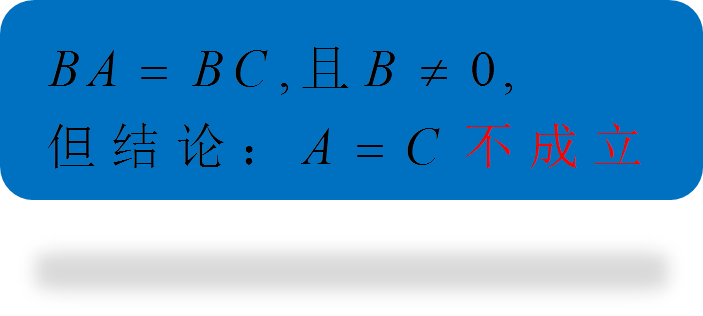 BA = BC,且 B ≠ 0,
但结论：A = C 不成立